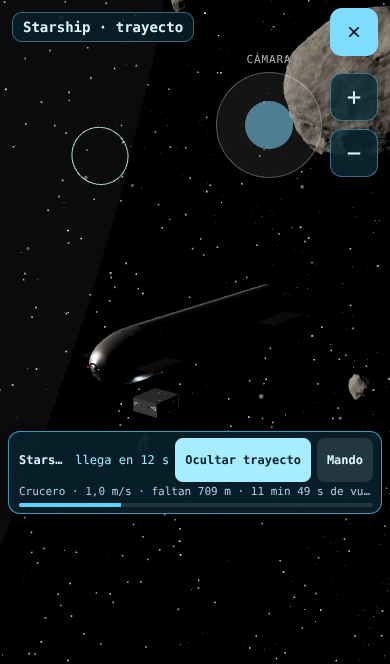 Starship · trayecto
×
CÁMARA
+
−
Stars… llega en 12 s Ocultar trayecto Mando
Crucero · 1,0 m/s · faltan 709 m · 11 min 49 s de vu…